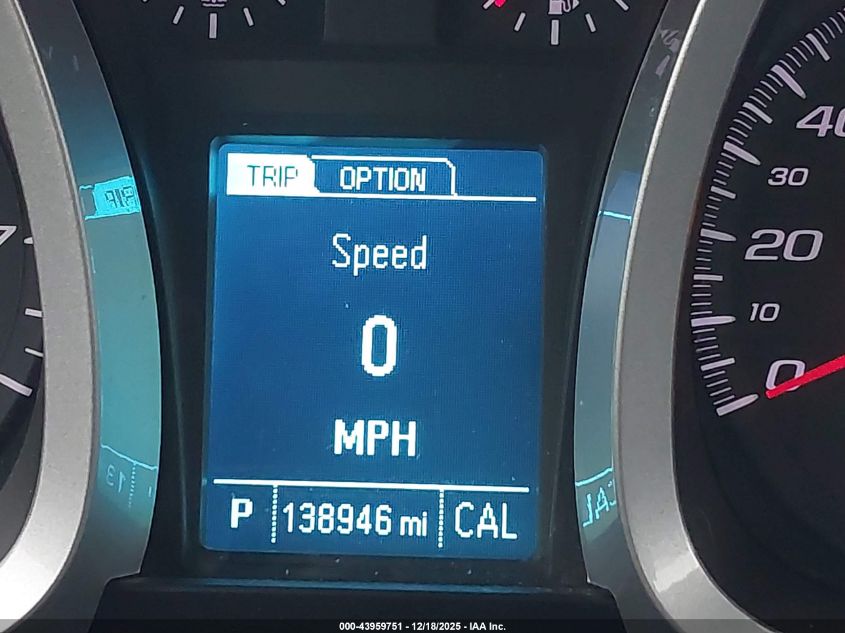 TRIP OPTION
Speed
0
MPH
P 138946 mi CAL
40
30
20
10
0
7
000-43959751 - 12/18/2025 - IAA Inc.